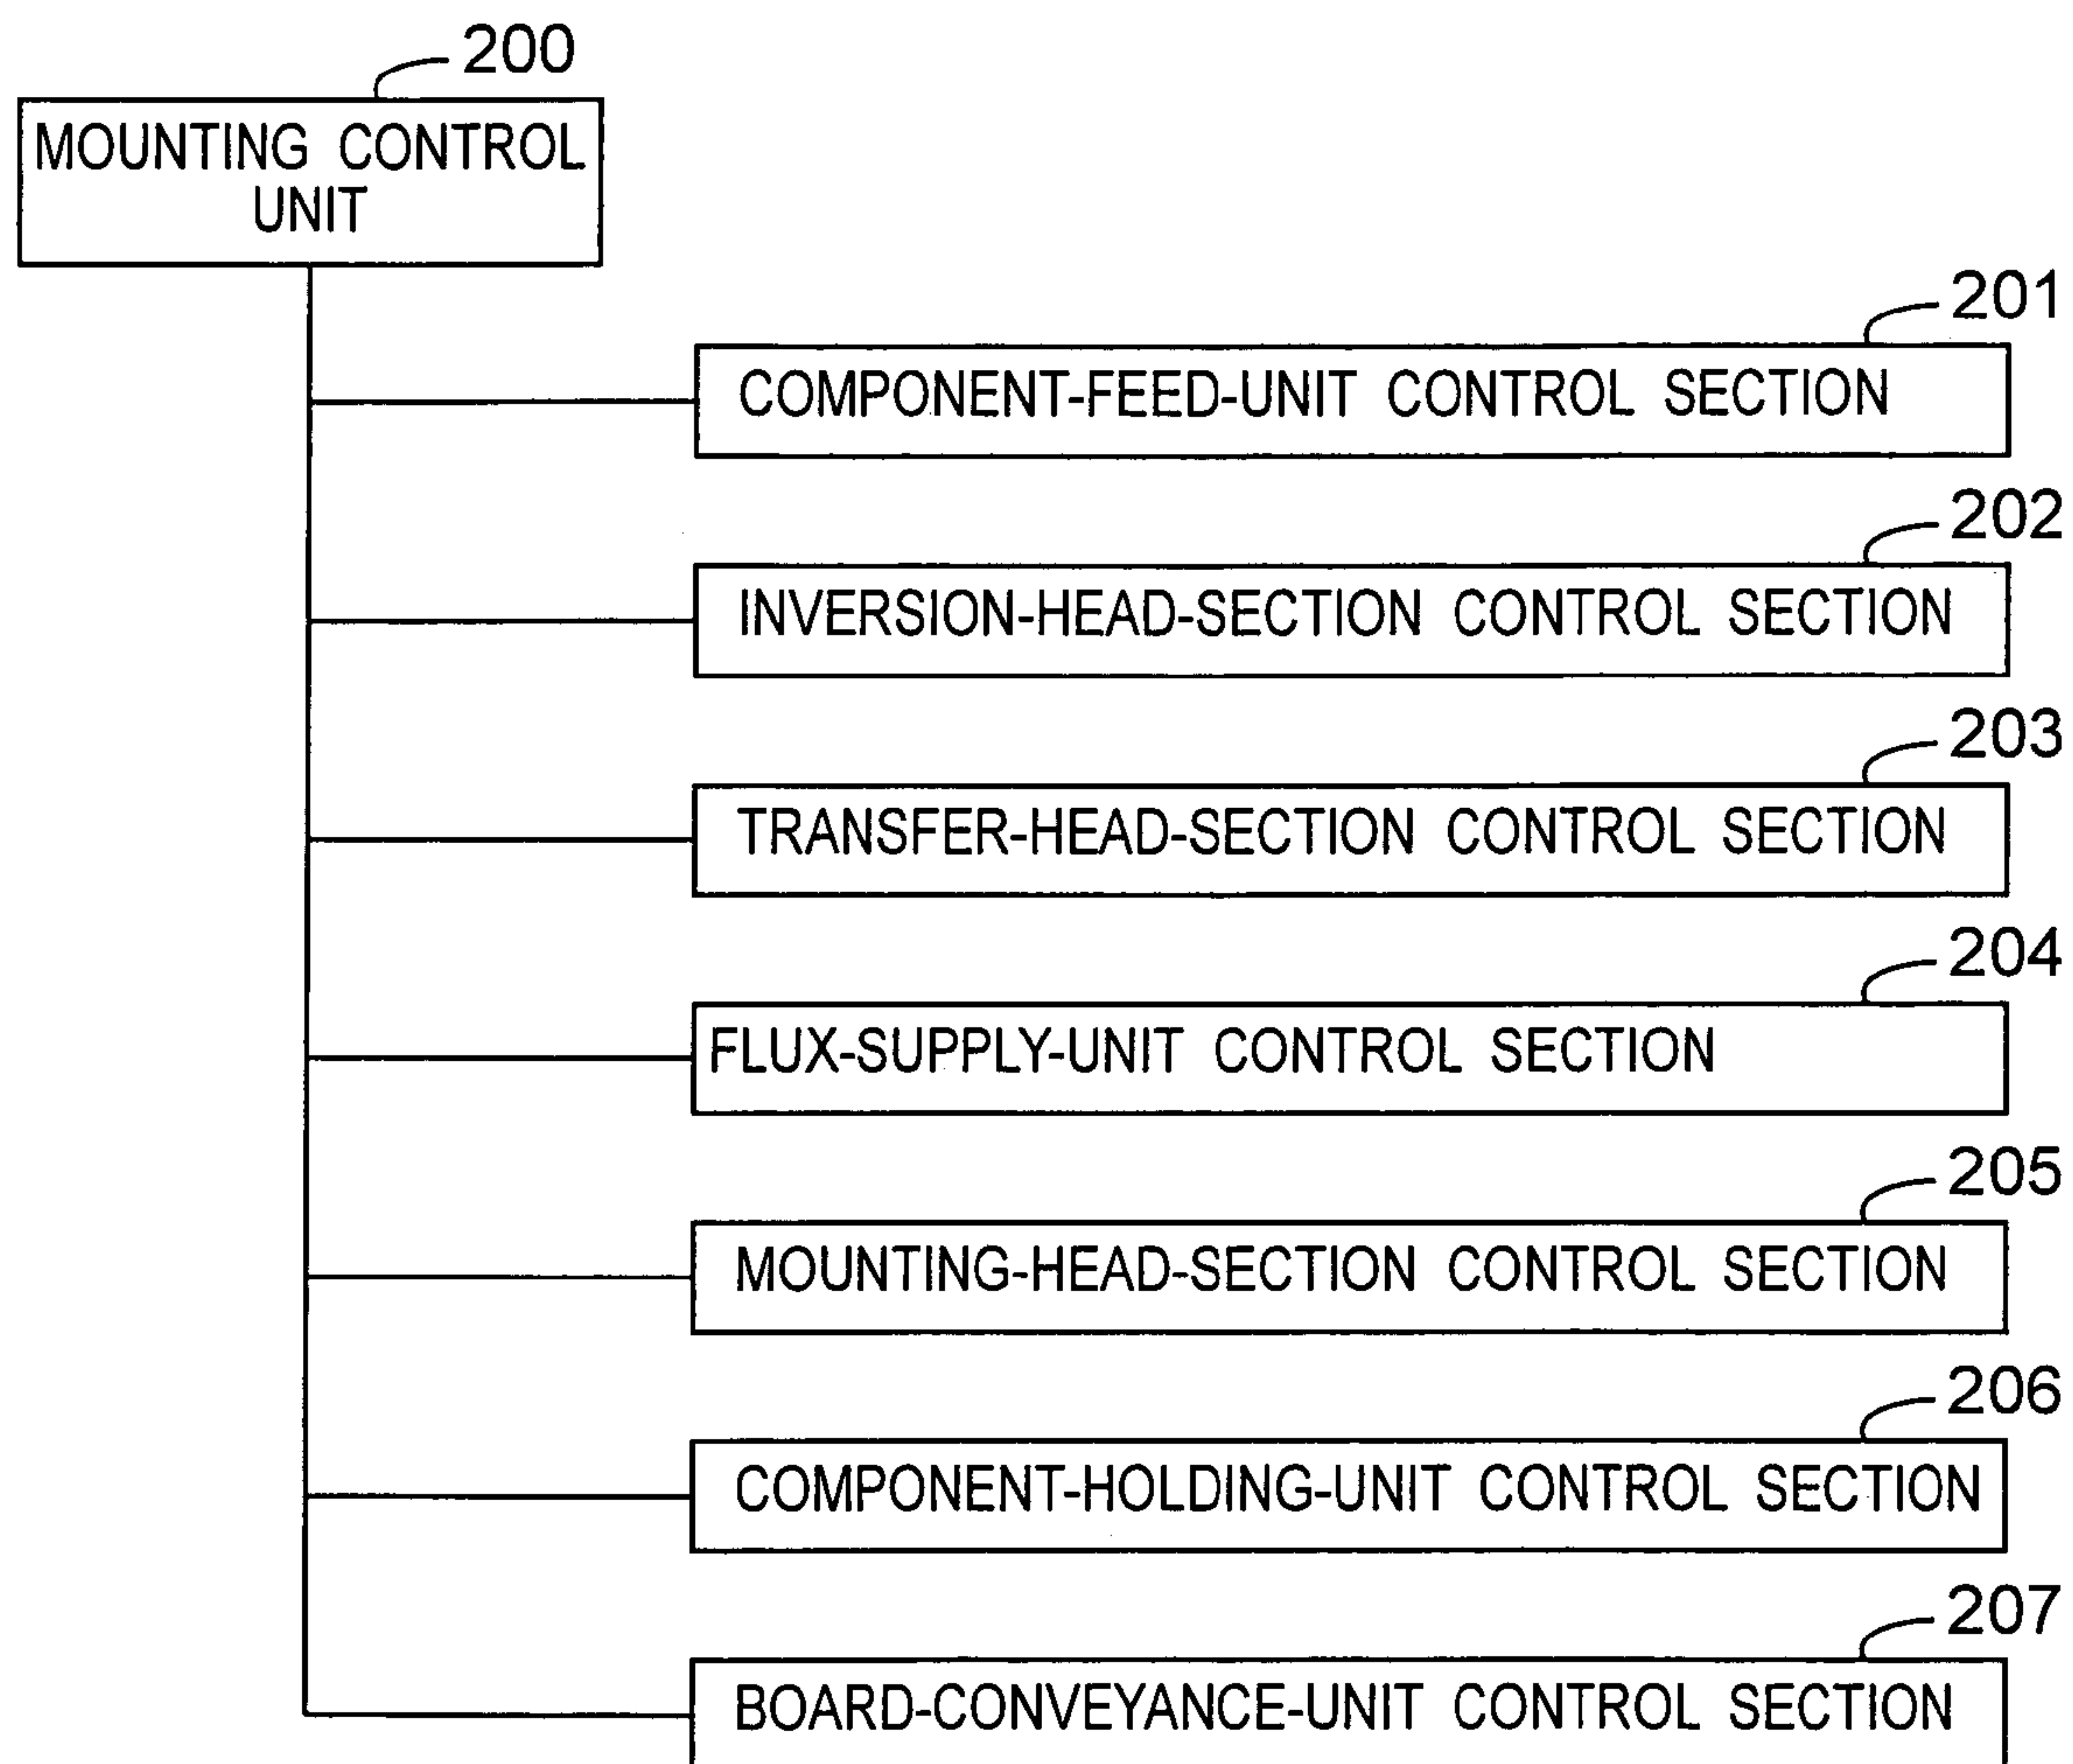 200
MOUNTING CONTROL
UNIT
201
COMPONENT-FEED-UNIT CONTROL SECTION
202
INVERSION-HEAD-SECTION CONTROL SECTION
203
TRANSFER-HEAD-SECTION CONTROL SECTION
204
FLUX-SUPPLY-UNIT CONTROL SECTION
205
MOUNTING-HEAD-SECTION CONTROL SECTION
206
COMPONENT-HOLDING-UNIT CONTROL SECTION
207
BOARD-CONVEYANCE-UNIT CONTROL SECTION